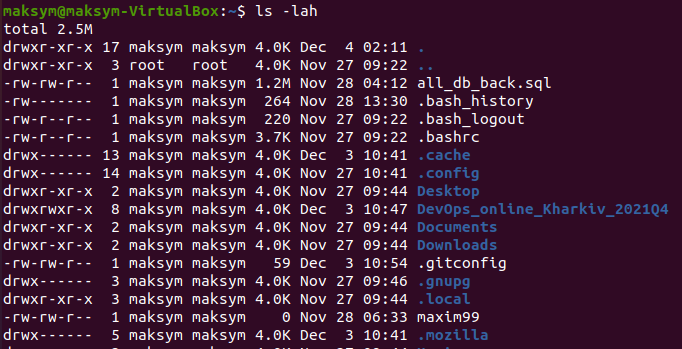 maksym@maksym-VirtualBox:~$ ls -lah
total 2.5M
drwxr-xr-x 17 maksym maksym 4.0K Dec  4 02:11 .
drwxr-xr-x  3 root   root   4.0K Nov 27 09:22 ..
-rw-rw-r--  1 maksym maksym 1.2M Nov 28 04:12 all_db_back.sql
-rw-------  1 maksym maksym  264 Nov 28 13:30 .bash_history
-rw-r--r--  1 maksym maksym  220 Nov 27 09:22 .bash_logout
-rw-r--r--  1 maksym maksym 3.7K Nov 27 09:22 .bashrc
drwx------ 13 maksym maksym 4.0K Dec  3 10:41 .cache
drwx------ 14 maksym maksym 4.0K Nov 27 10:41 .config
drwxr-xr-x  2 maksym maksym 4.0K Nov 27 09:44 Desktop
drwxrwxr-x  8 maksym maksym 4.0K Dec  3 10:47 DevOps_online_Kharkiv_2021Q4
drwxr-xr-x  2 maksym maksym 4.0K Nov 27 09:44 Documents
drwxr-xr-x  2 maksym maksym 4.0K Nov 27 09:44 Downloads
-rw-rw-r--  1 maksym maksym   59 Dec  3 10:54 .gitconfig
drwx------  3 maksym maksym 4.0K Nov 27 09:46 .gnupg
drwxr-xr-x  3 maksym maksym 4.0K Nov 27 09:44 .local
-rw-rw-r--  1 maksym maksym    0 Nov 28 06:33 maxim99
drwx------  5 maksym maksym 4.0K Dec  3 10:41 .mozilla